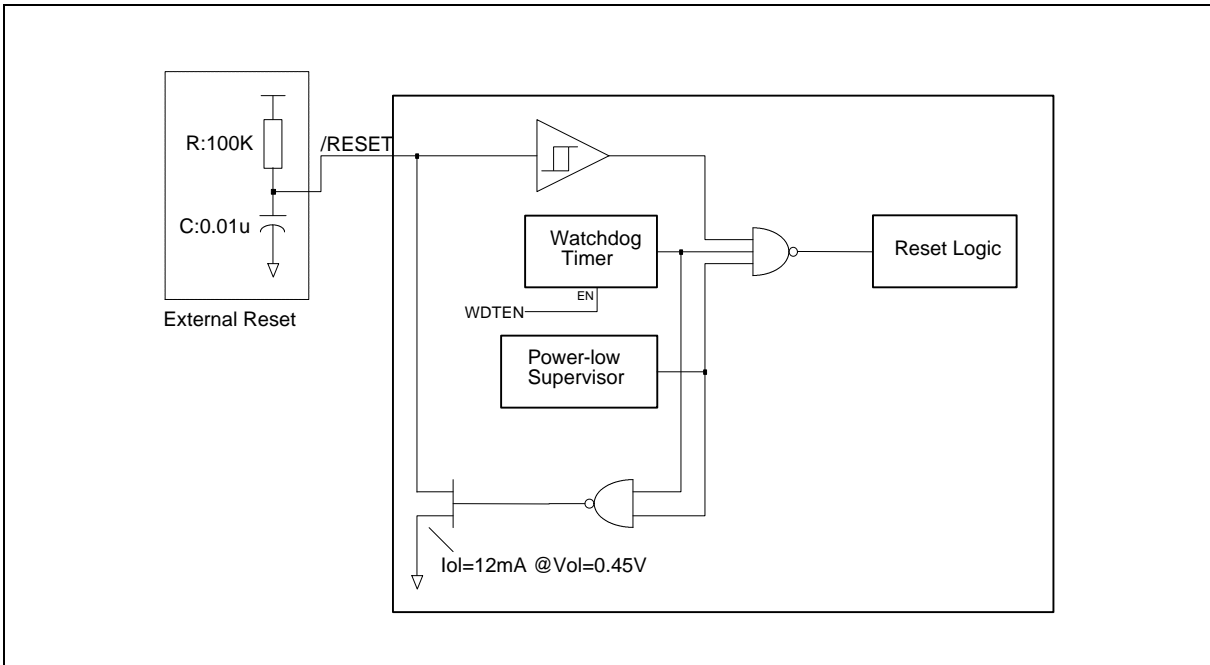 R:100K
/RESET
C:0.01u
External Reset
Watchdog
Timer
EN
WDTEN
Power-low
Supervisor
Reset Logic
Iol=12mA @Vol=0.45V